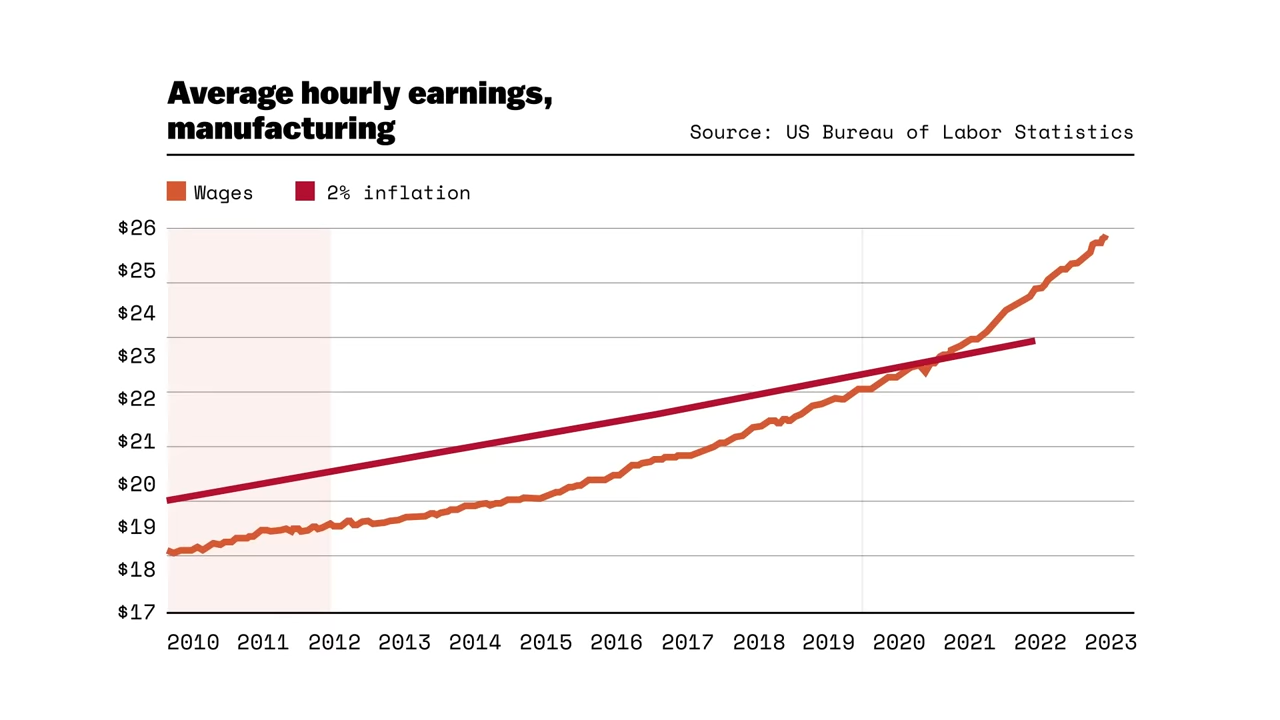 Average hourly earnings,
manufacturing
Source: US Bureau of Labor Statistics
Wages 2% inflation
$26
$25
$24
$23
$22
$21
$20
$19
$18
$17
2010 2011 2012 2013 2014 2015 2016 2017 2018 2019 2020 2021 2022 2023